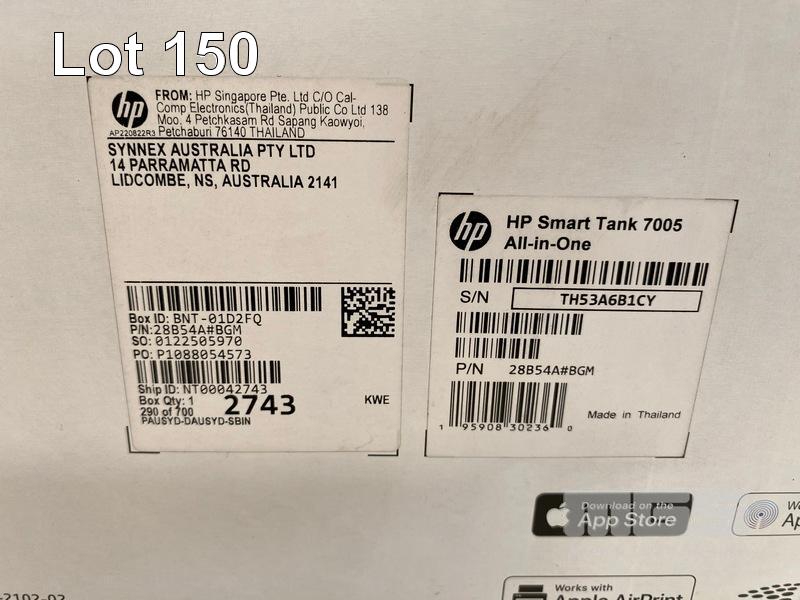 Lot 150
hp
FROM: HP Singapore Pte. Ltd C/O Cal-
Comp Electronics(Thailand) Public Co Ltd 138
Moo. 4 Petchkasam Rd Sapang Kaowyoi,
AP220822R3 Petchaburi 76140 THAILAND
SYNNEX AUSTRALIA PTY LTD
14 PARRAMATTA RD
LIDCOMBE, NS, AUSTRALIA 2141
Box ID: BNT-01D2FQ
P/N:28B54A#BGM
SO: 0122505970
PO: P1088054573
Ship ID: NT00042743
Box Qty: 1
290 of 700
2743
KWE
PAUSYD-DAUSYD-SBIN
hp
HP Smart Tank 7005
All-in-One
S/N TH53A6B1CY
P/N 28B54A#BGM
Made in Thailand
1 95908 30236 0
Download on the
App Store
Works with
Apple AirPrint